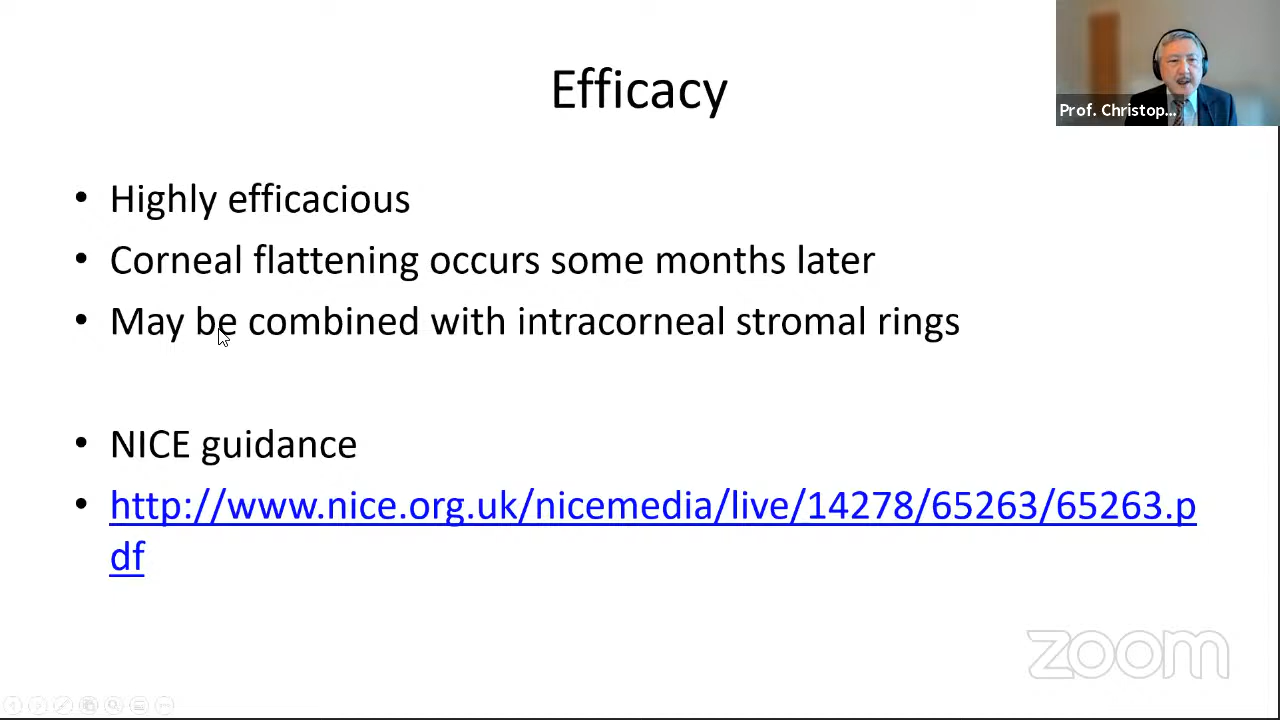 Efficacy
Prof. Christop...
• Highly efficacious
• Corneal flattening occurs some months later
• May be combined with intracorneal stromal rings
• NICE guidance
• http://www.nice.org.uk/nicemedia/live/14278/65263/65263.p
df
zoom